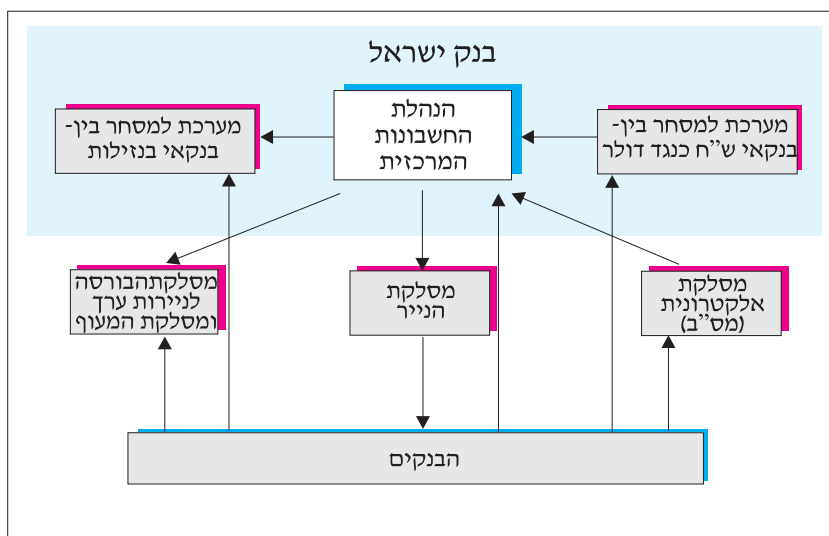 בנק ישראל
מערכת למסחר בין-
בנקאי ש"ח כנגד דולר
הנהלת
החשבונות
המרכזית
מערכת למסחר בין-
בנקאי בנזילות
מסלקת
אלקטרונית
(מס"ב)
מסלקת
הנייר
מסלקתהבורסה
לניירות ערך
ומסלקת המעוף
הבנקים